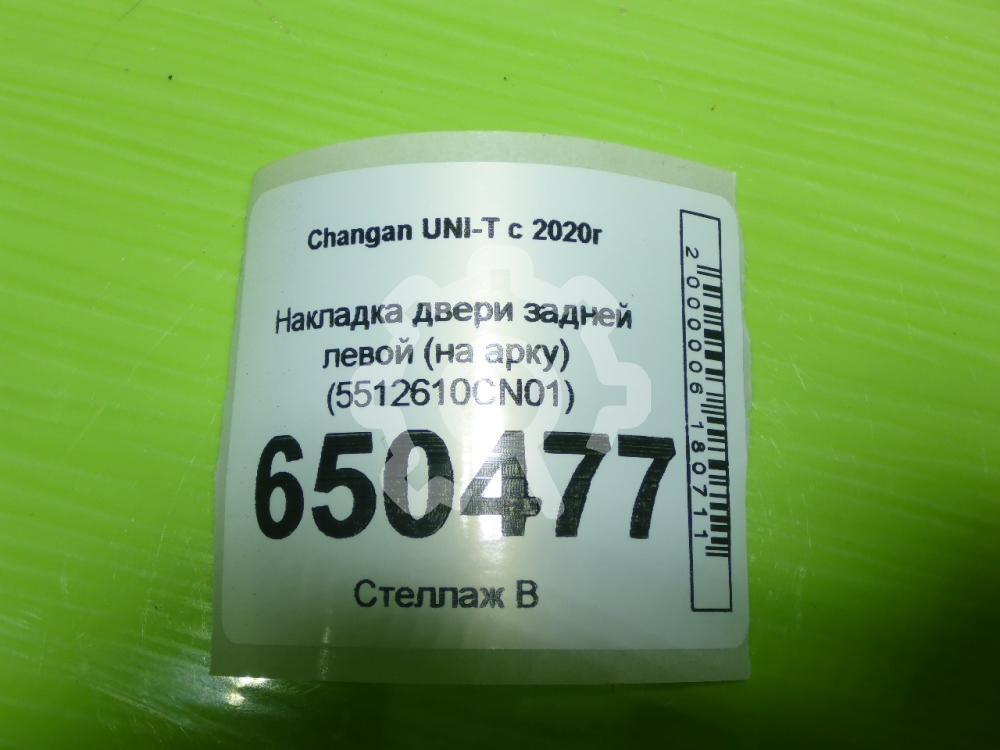 Changan UNI-T с 2020г
Накладка двери задней
левой (на арку)
(5512610CN01)
650477
Стеллаж В
2000006180711